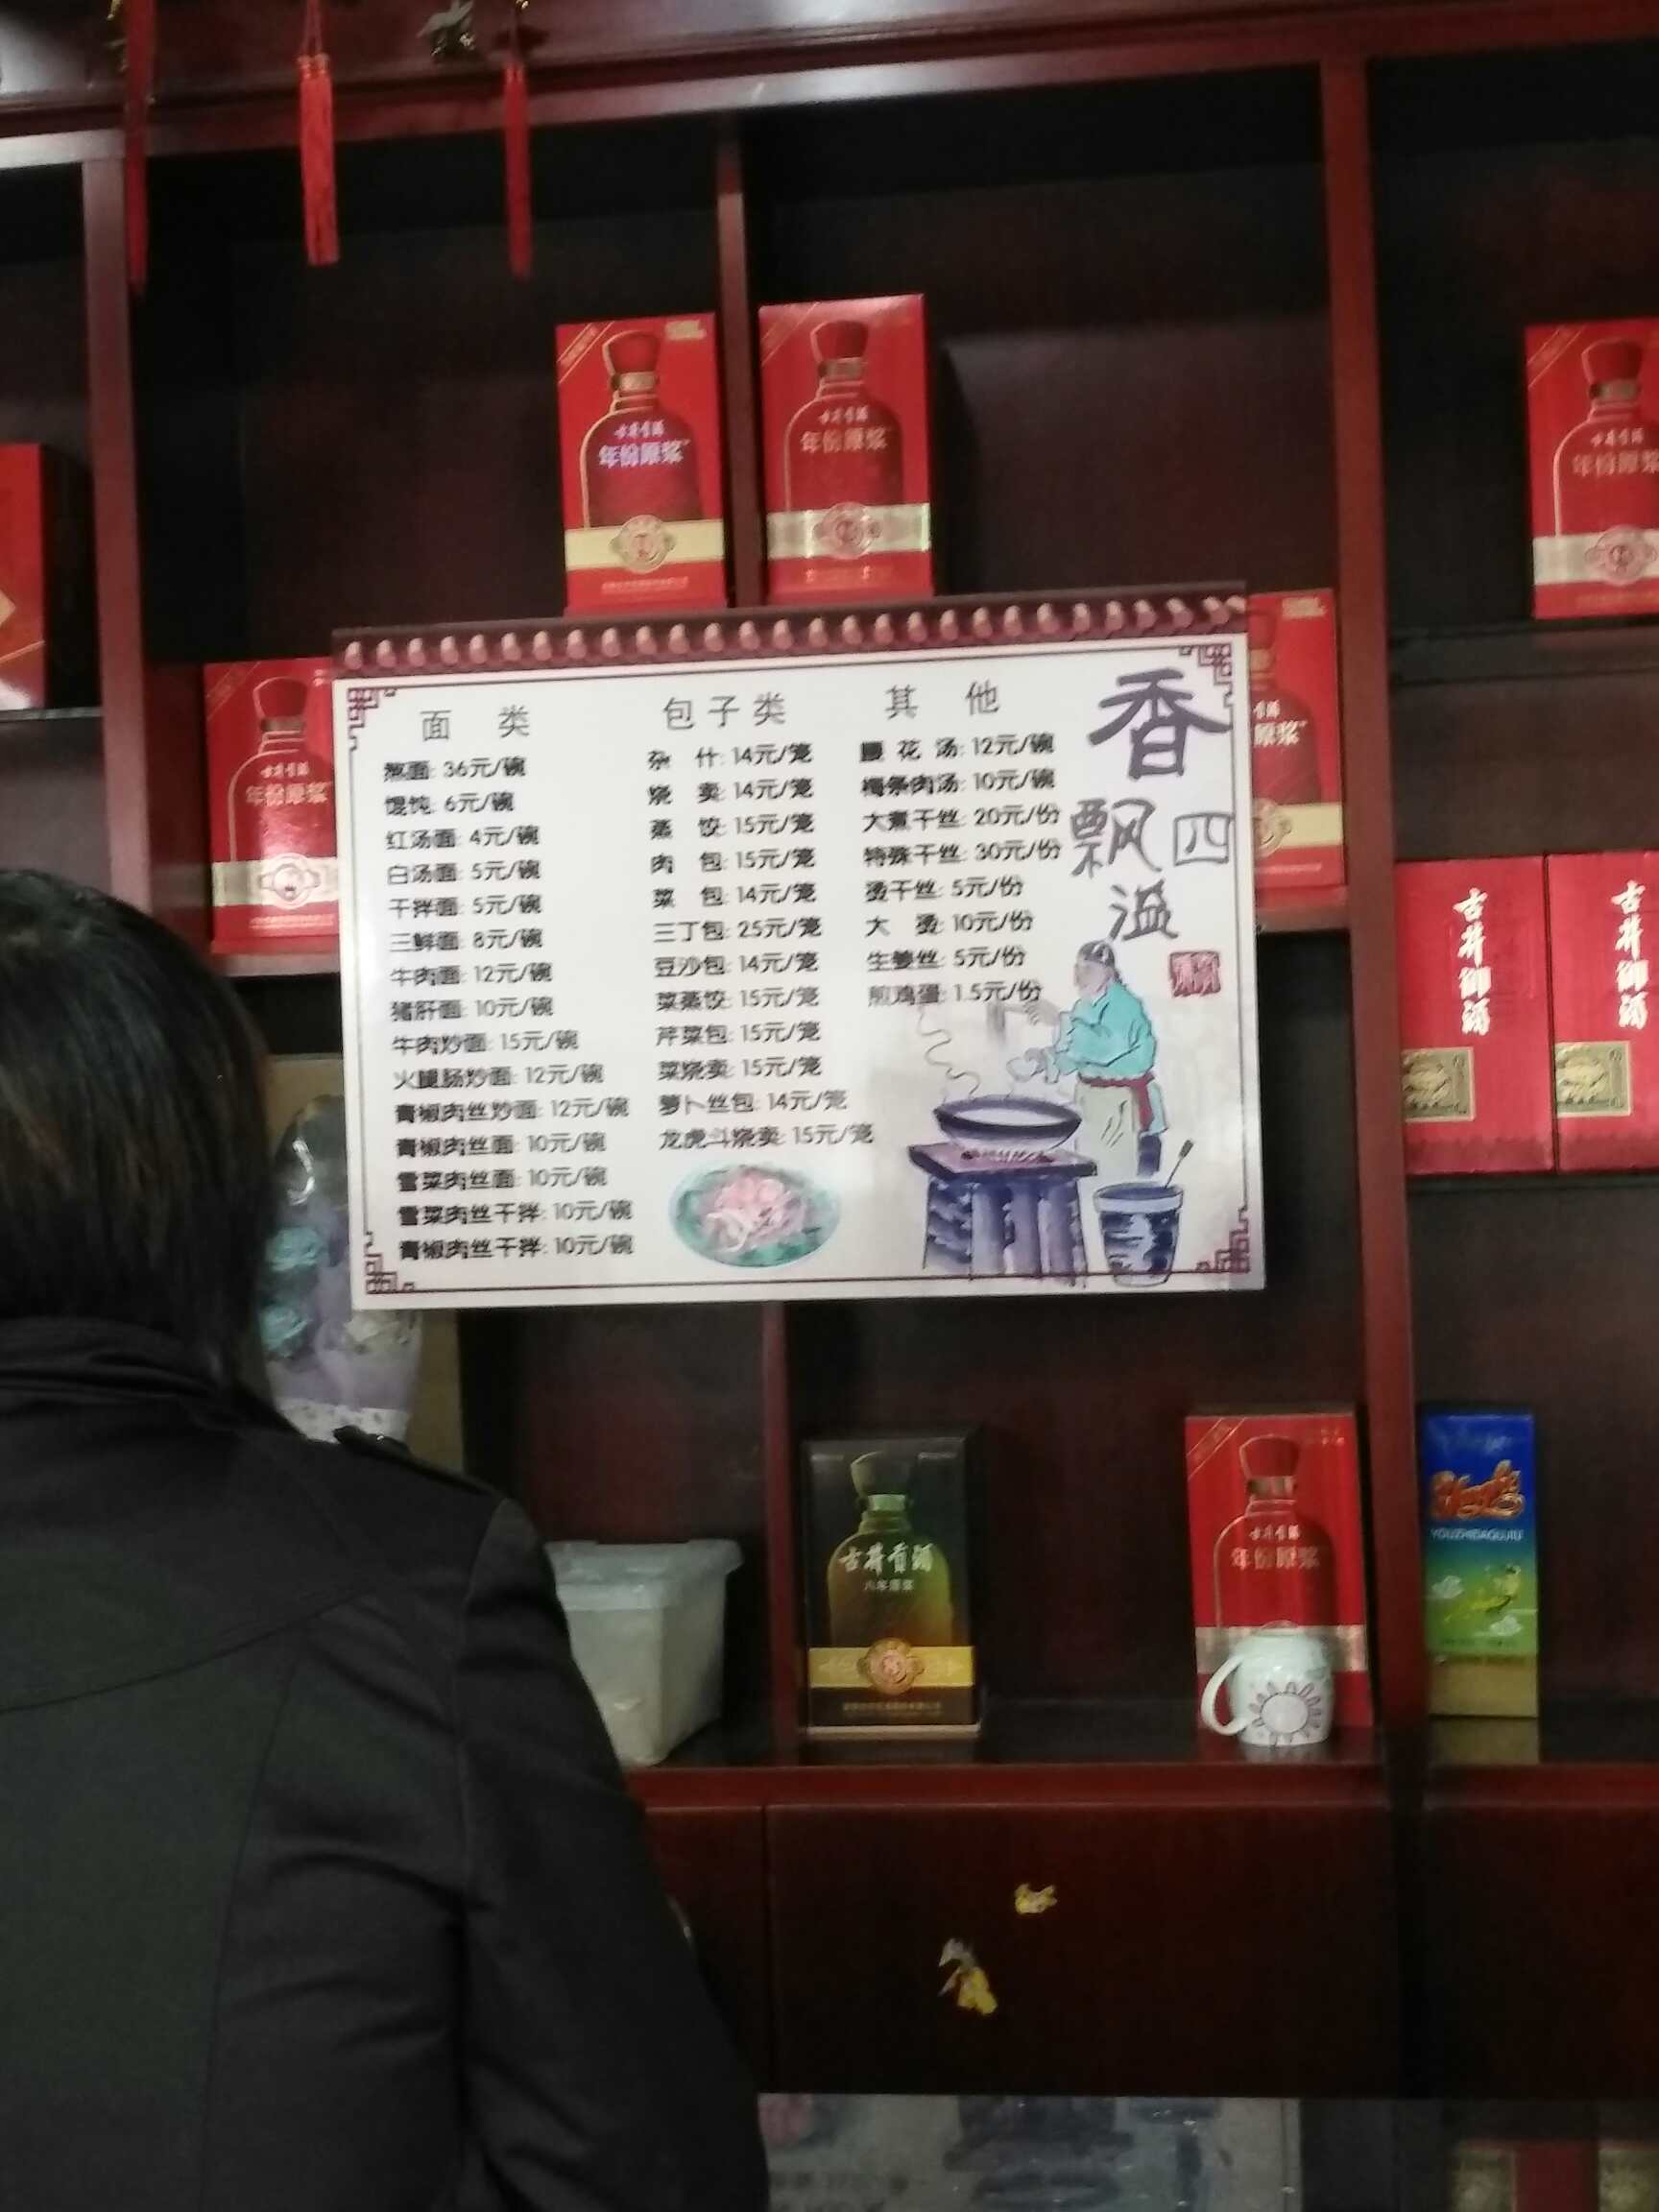 古井贡酒
年份原浆
古井贡酒
年份原浆
古井贡酒
年份原浆
古井贡酒
年份原浆
原浆
面 类
熬面: 36元/碗
馄饨: 6元/碗
红汤面: 4元/碗
白汤面: 5元/碗
干拌面: 5元/碗
三鲜面: 8元/碗
牛肉面: 12元/碗
猪肝面: 10元/碗
牛肉炒面: 15元/碗
火腿肠炒面: 12元/碗
青椒肉丝炒面: 12元/碗
青椒肉丝面: 10元/碗
雪菜肉丝面: 10元/碗
雪菜肉丝干拌: 10元/碗
青椒肉丝干拌: 10元/碗
包子类
杂 什: 14元/笼
烧 卖: 14元/笼
蒸 饺: 15元/笼
肉 包: 15元/笼
菜 包: 14元/笼
三丁包: 25元/笼
豆沙包: 14元/笼
菜蒸饺: 15元/笼
芹菜包: 15元/笼
菜烧卖: 15元/笼
萝卜丝包: 14元/笼
龙虎斗烧卖: 15元/笼
其 他
腰 花 汤: 12元/碗
梅条肉汤: 10元/碗
大煮干丝: 20元/份
特殊干丝: 30元/份
烫干丝: 5元/份
大 烫: 10元/份
生姜丝: 5元/份
煎鸡蛋: 1.5元/份
香
飘四
溢
古井御酒
古井御酒
古井贡酒
八年原浆
古井贡酒
年份原浆
YOUZHIDAQUJIU